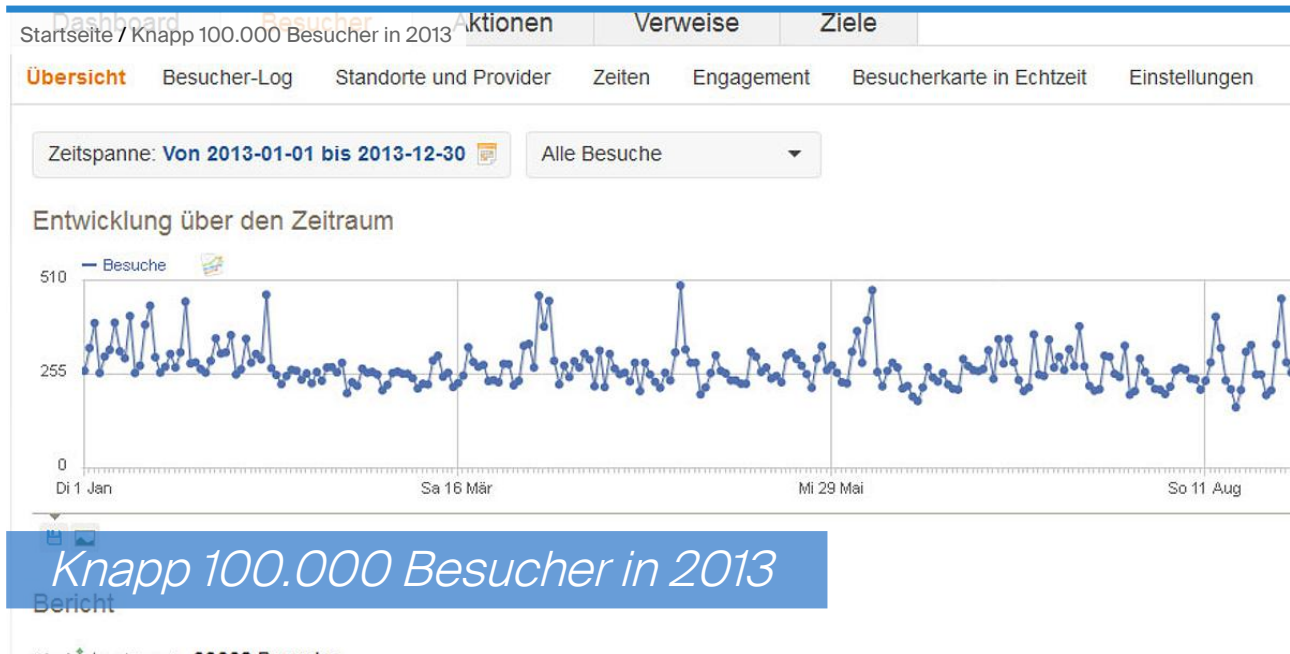 Dashboard Besucher Aktionen Verweise Ziele
Startseite / Knapp 100.000 Besucher in 2013
Übersicht Besucher-Log Standorte und Provider Zeiten Engagement Besucherkarte in Echtzeit Einstellungen
Zeitspanne: Von 2013-01-01 bis 2013-12-30 Alle Besuche
Entwicklung über den Zeitraum
Besuche
510
255
0
Di 1 Jan Sa 16 Mär Mi 29 Mai So 11 Aug
Knapp 100.000 Besucher in 2013
Bericht